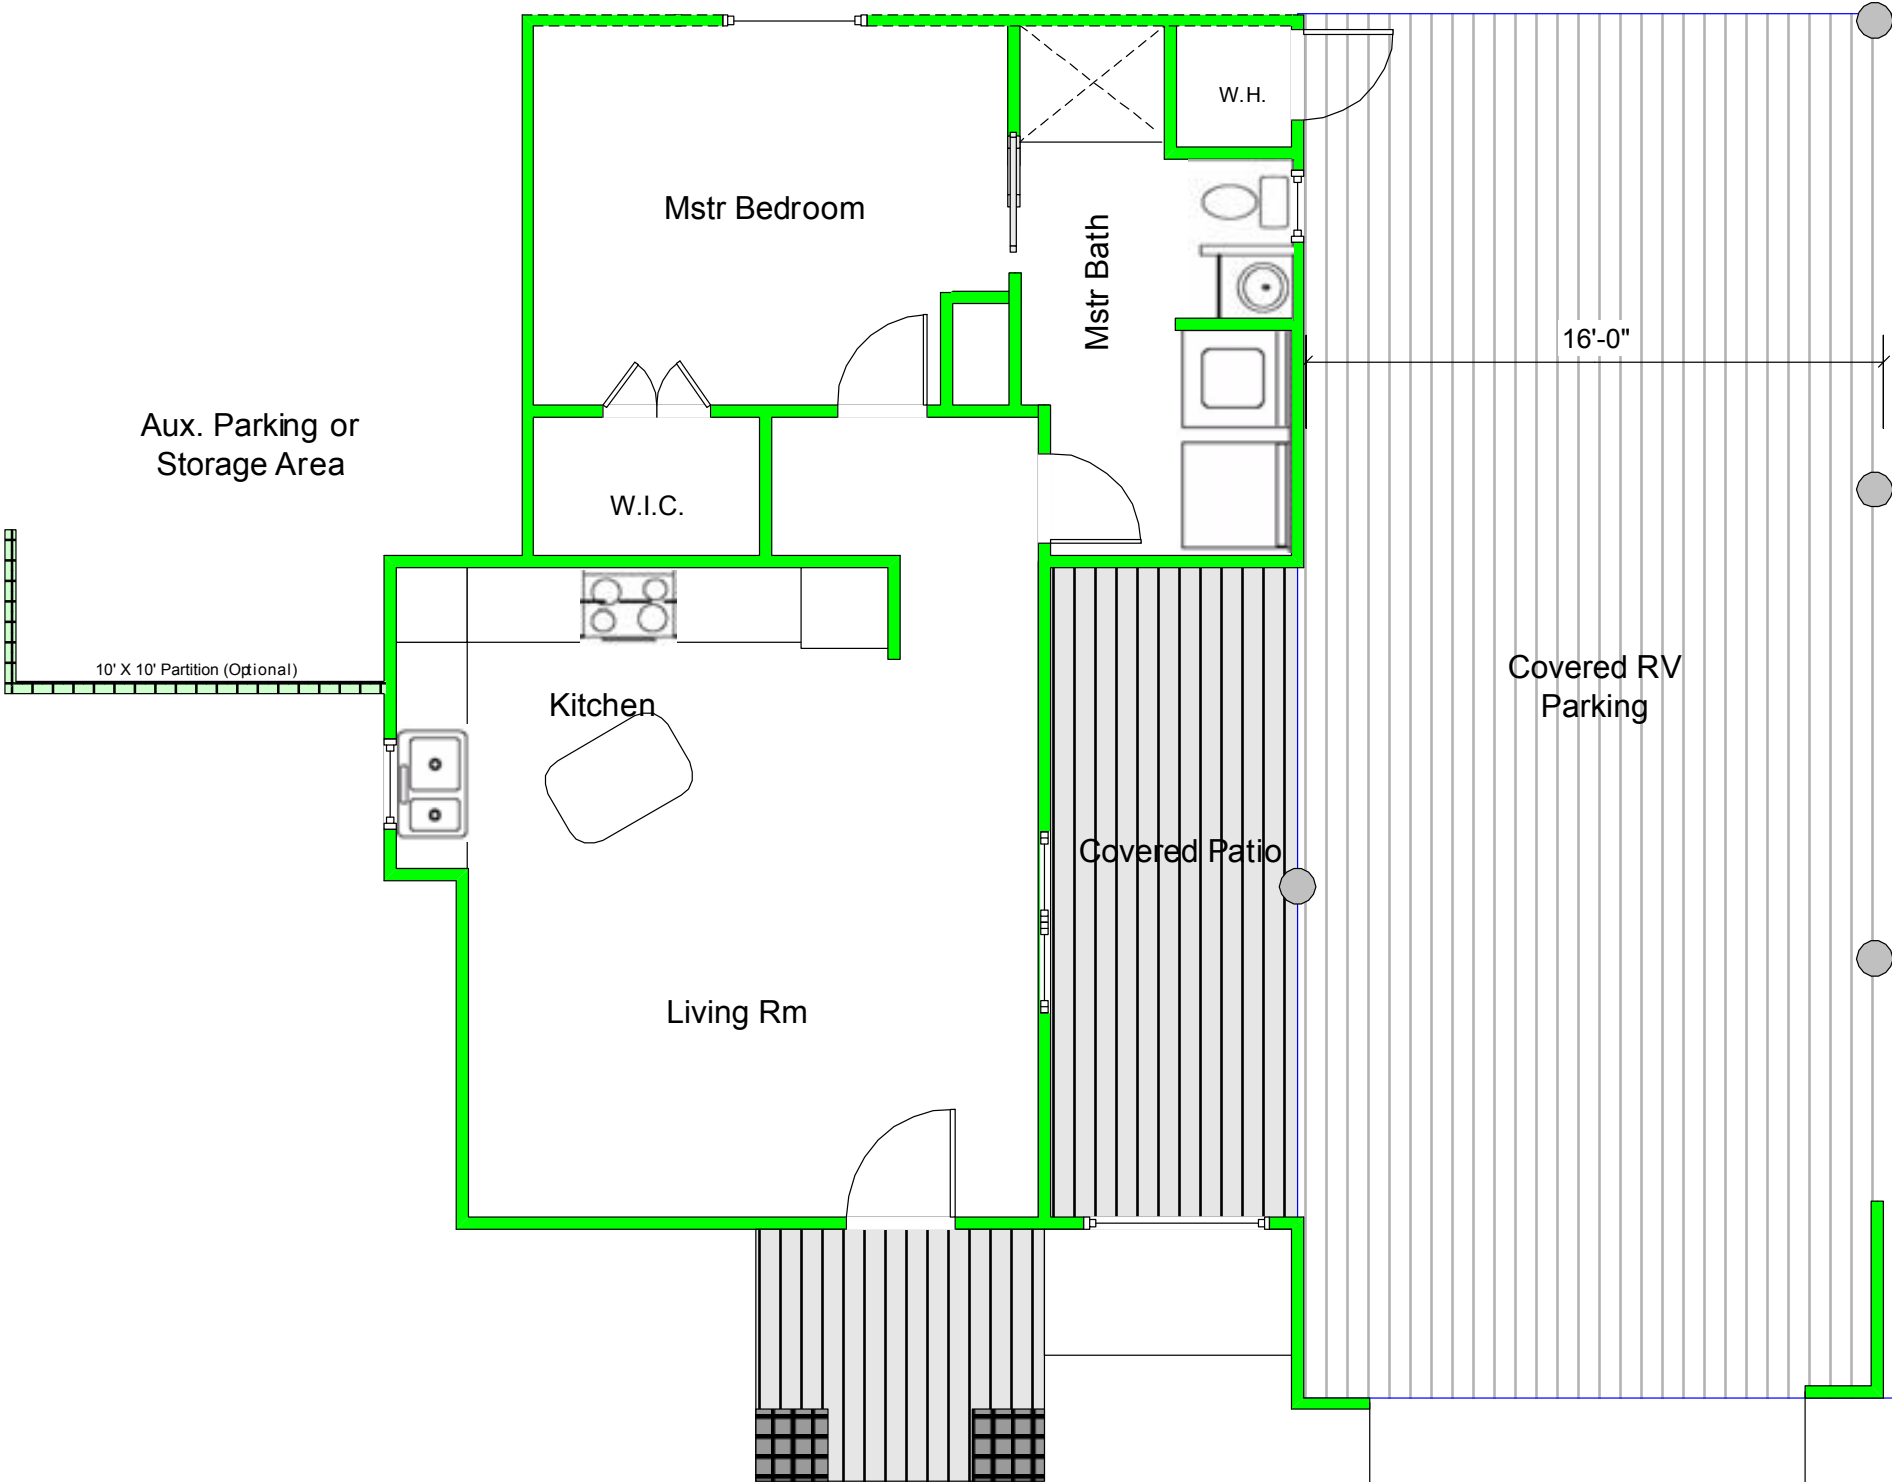 W.H.
Mstr Bedroom
Mstr Bath
16'-0"
Aux. Parking or
Storage Area
W.I.C.
10' X 10' Partition (Optional)
Kitchen
Covered RV
Parking
Covered Patio
Living Rm